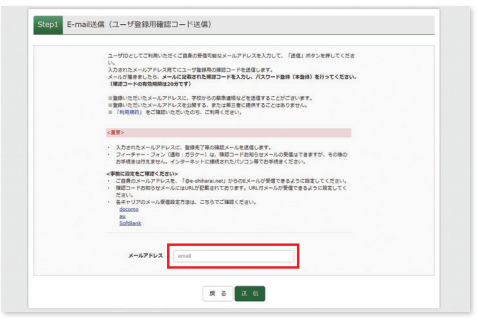 Step1 E-mail送信（ユーザ登録用確認コード送信）
ユーザIDとしてご利用いただくご自身の受信可能なメールアドレスを入力して、「送信」ボタンを押してくださ
い。
入力されたメールアドレス宛てにユーザ登録用の確認コードを送信します。
メールが届きましたら、メールに記載された確認コードを入力し、パスワード登録（本登録）を行ってください。
（確認コードの有効期限は20分です）
※登録いただいたメールアドレスに、学校からの緊急連絡などを送信することがございます。
※登録いただいたメールアドレスを公開する、または第三者に提供することはありません。
※「利用規約」をご確認いただいたのち、ご利用ください。
<重要>
・ 入力されたメールアドレスに、登録完了等の確認メールを送信します。
・ フィーチャー・フォン（通称：ガラケー）は、確認コードお知らせメールの受信はできますが、その後の
お手続きは行えません。インターネットに接続されたパソコン等でお手続きください。
<事前に設定をご確認ください>
・ ご自身のメールアドレスを、「@e-shiharai.net」からのEメールが受信できるように設定してください。
・ 確認コードお知らせメールにはURLが記載されております。URL付メールが受信できるように設定してく
ださい。
・ 各キャリアのメール受信設定方法は、こちらでご確認ください。
docomo
au
SoftBank
メールアドレス email
戻 る 送 信